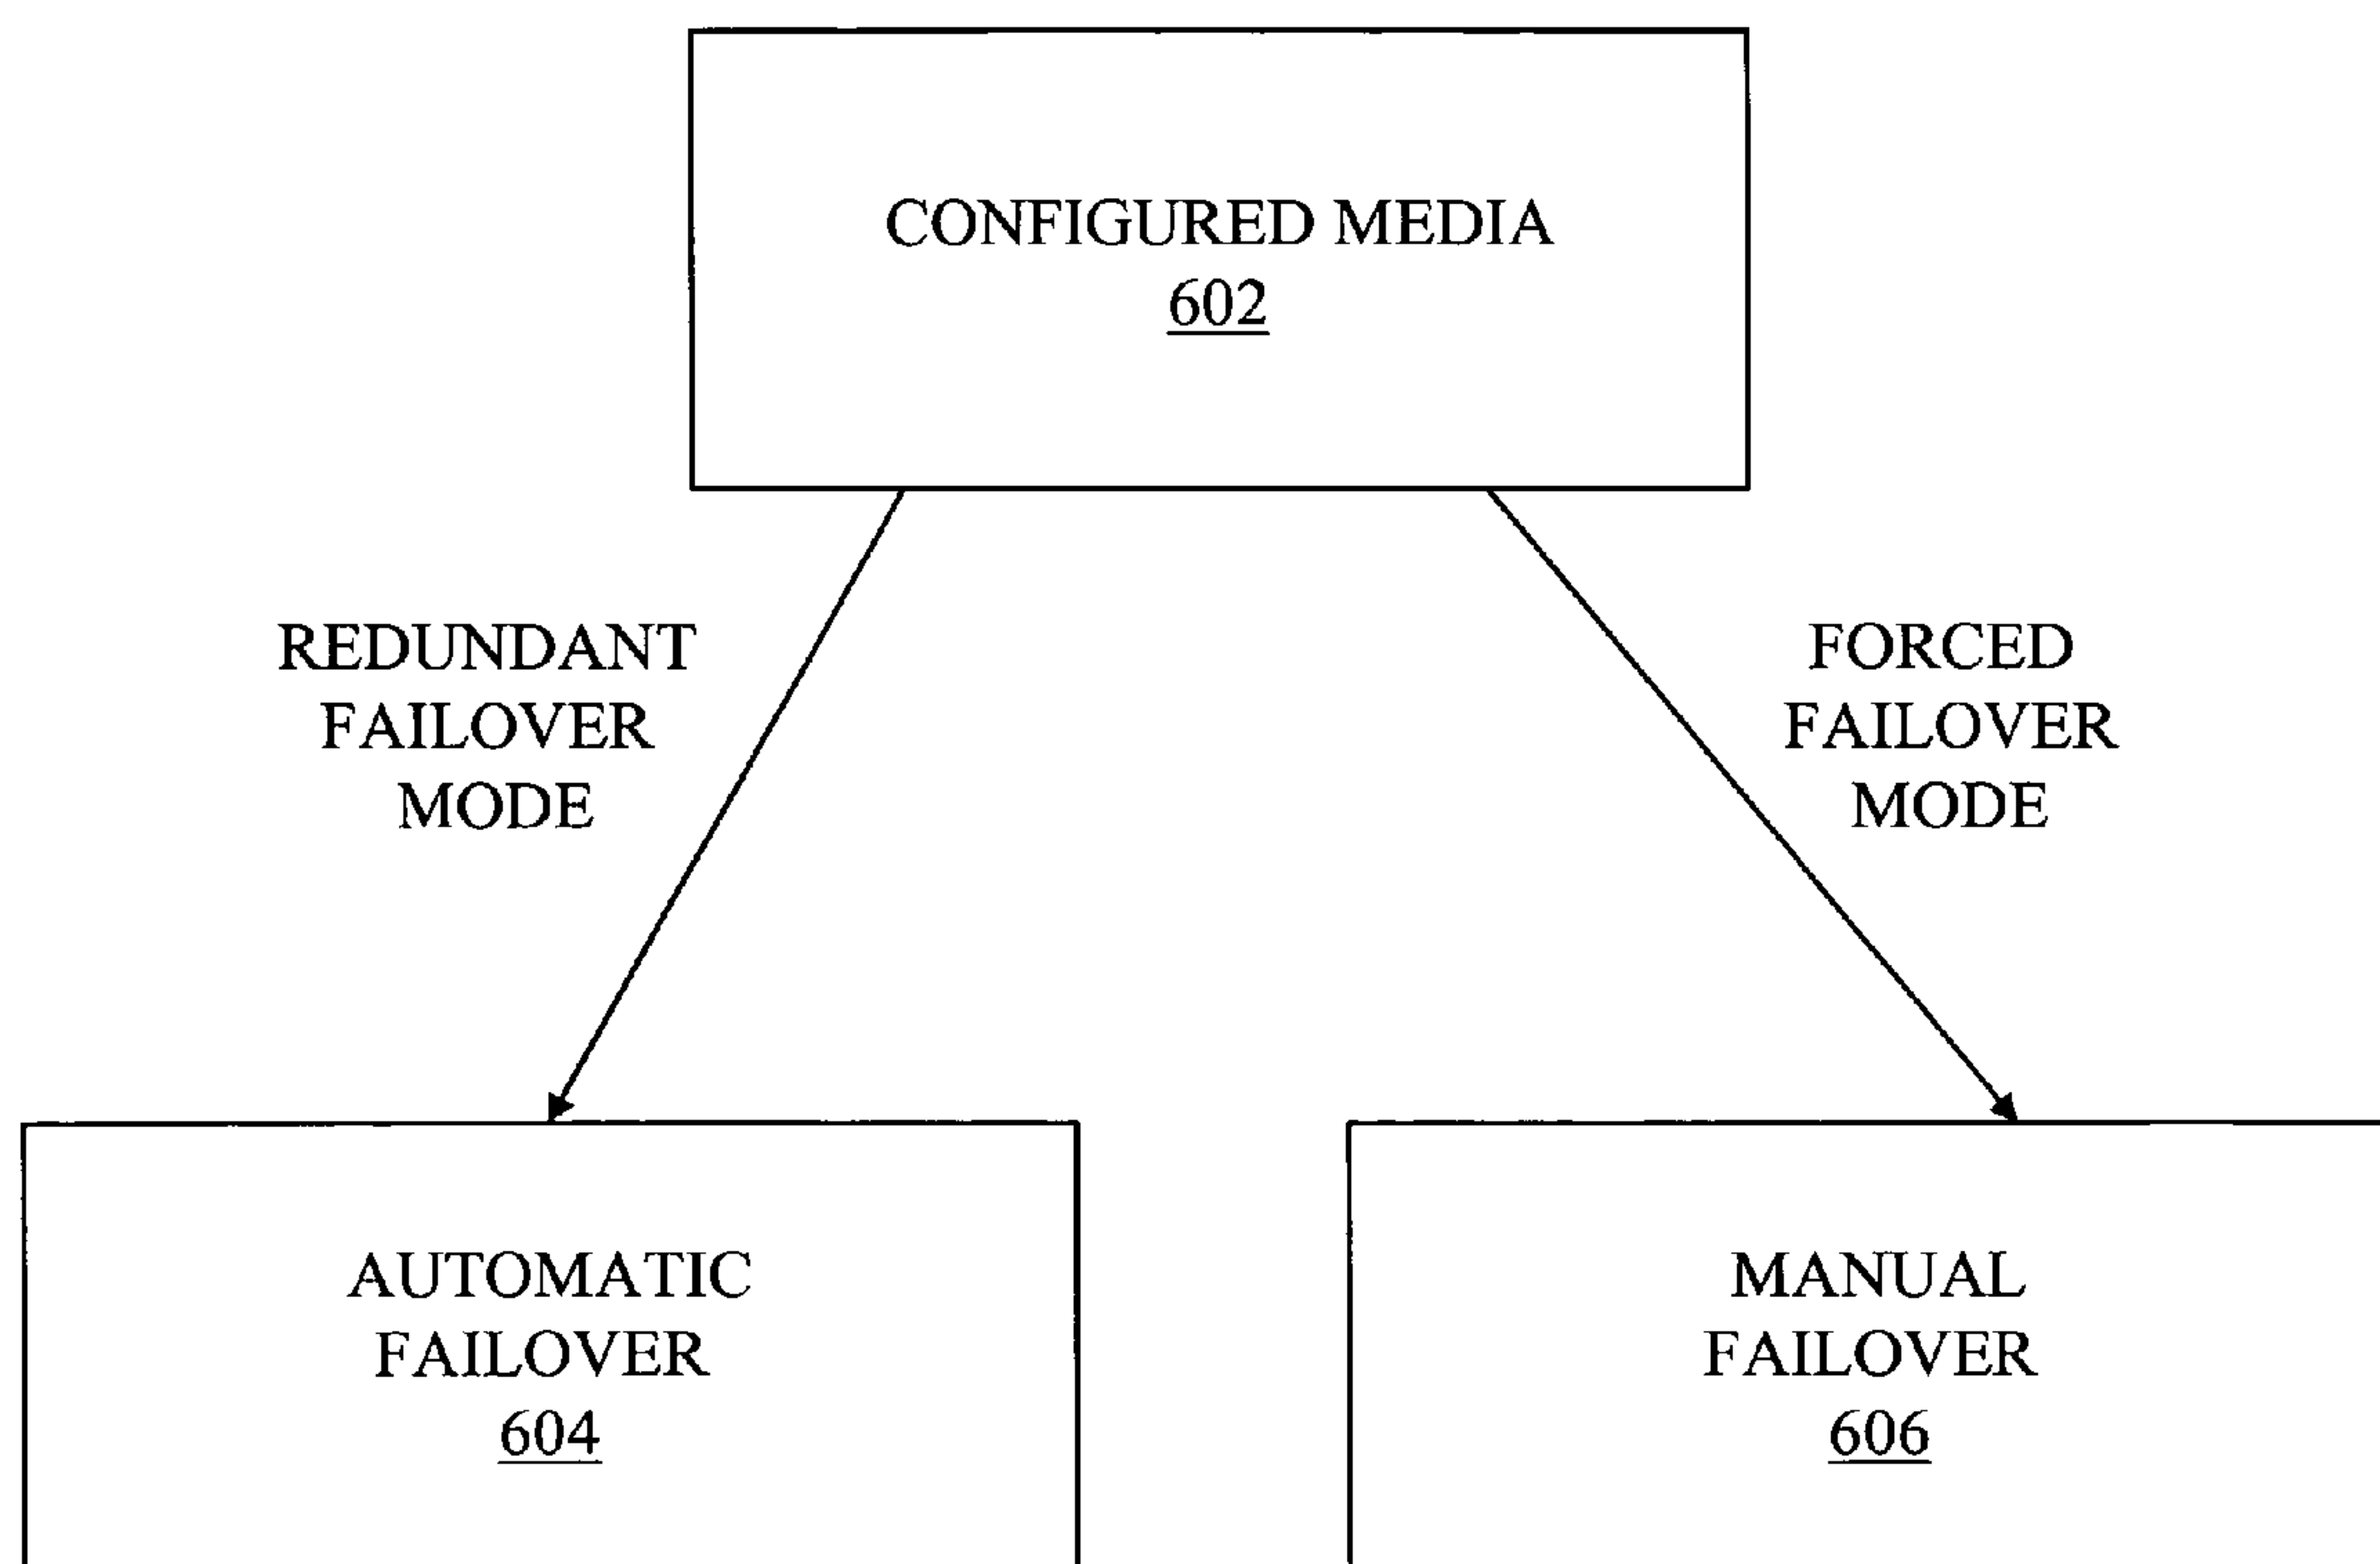 CONFIGURED MEDIA
602
REDUNDANT
FAILOVER
MODE
FORCED
FAILOVER
MODE
AUTOMATIC
FAILOVER
604
MANUAL
FAILOVER
606